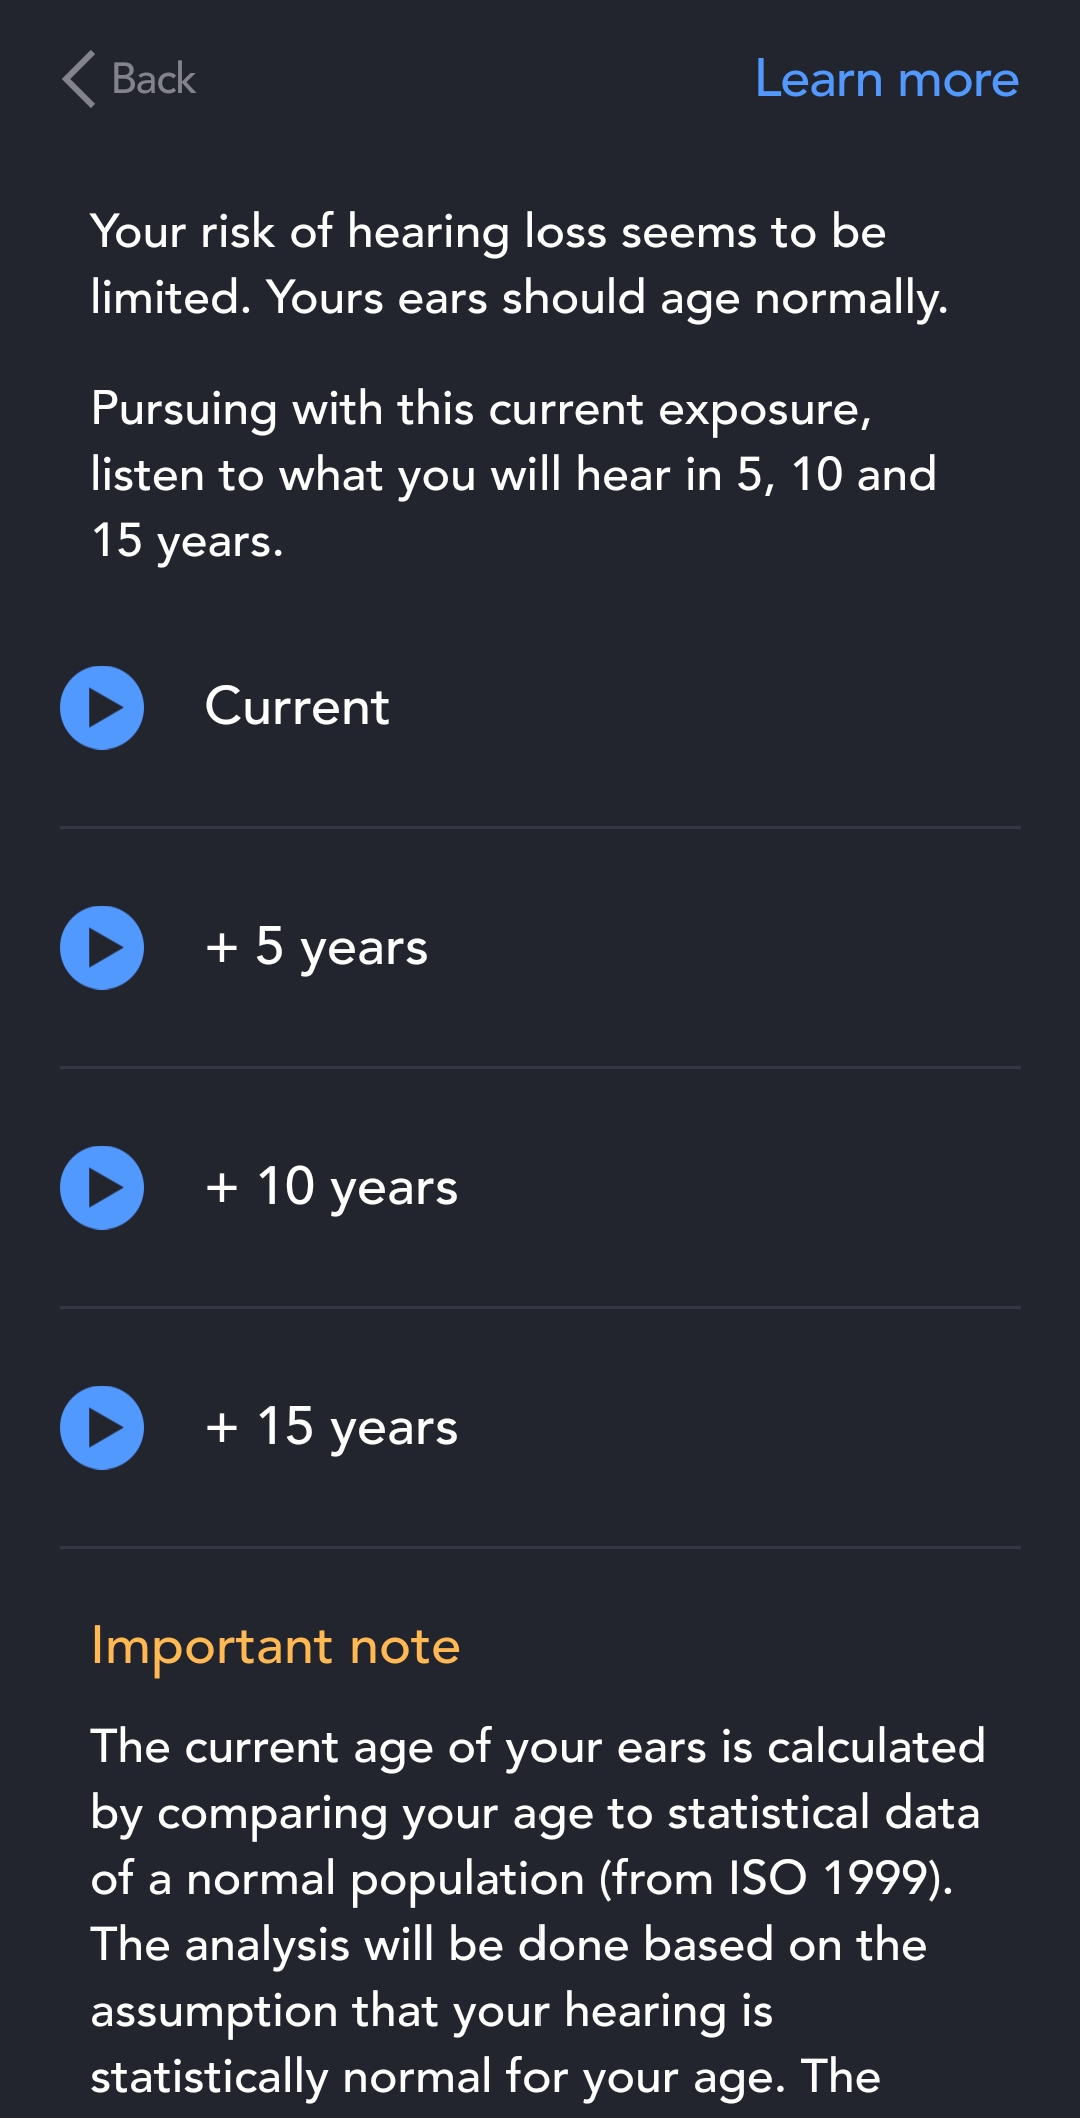 Back
Learn more
Your risk of hearing loss seems to be
limited. Yours ears should age normally.
Pursuing with this current exposure,
listen to what you will hear in 5, 10 and
15 years.
Current
+ 5 years
+ 10 years
+ 15 years
Important note
The current age of your ears is calculated
by comparing your age to statistical data
of a normal population (from ISO 1999).
The analysis will be done based on the
assumption that your hearing is
statistically normal for your age. The